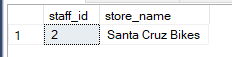 staff_id store_name
1 2 Santa Cruz Bikes